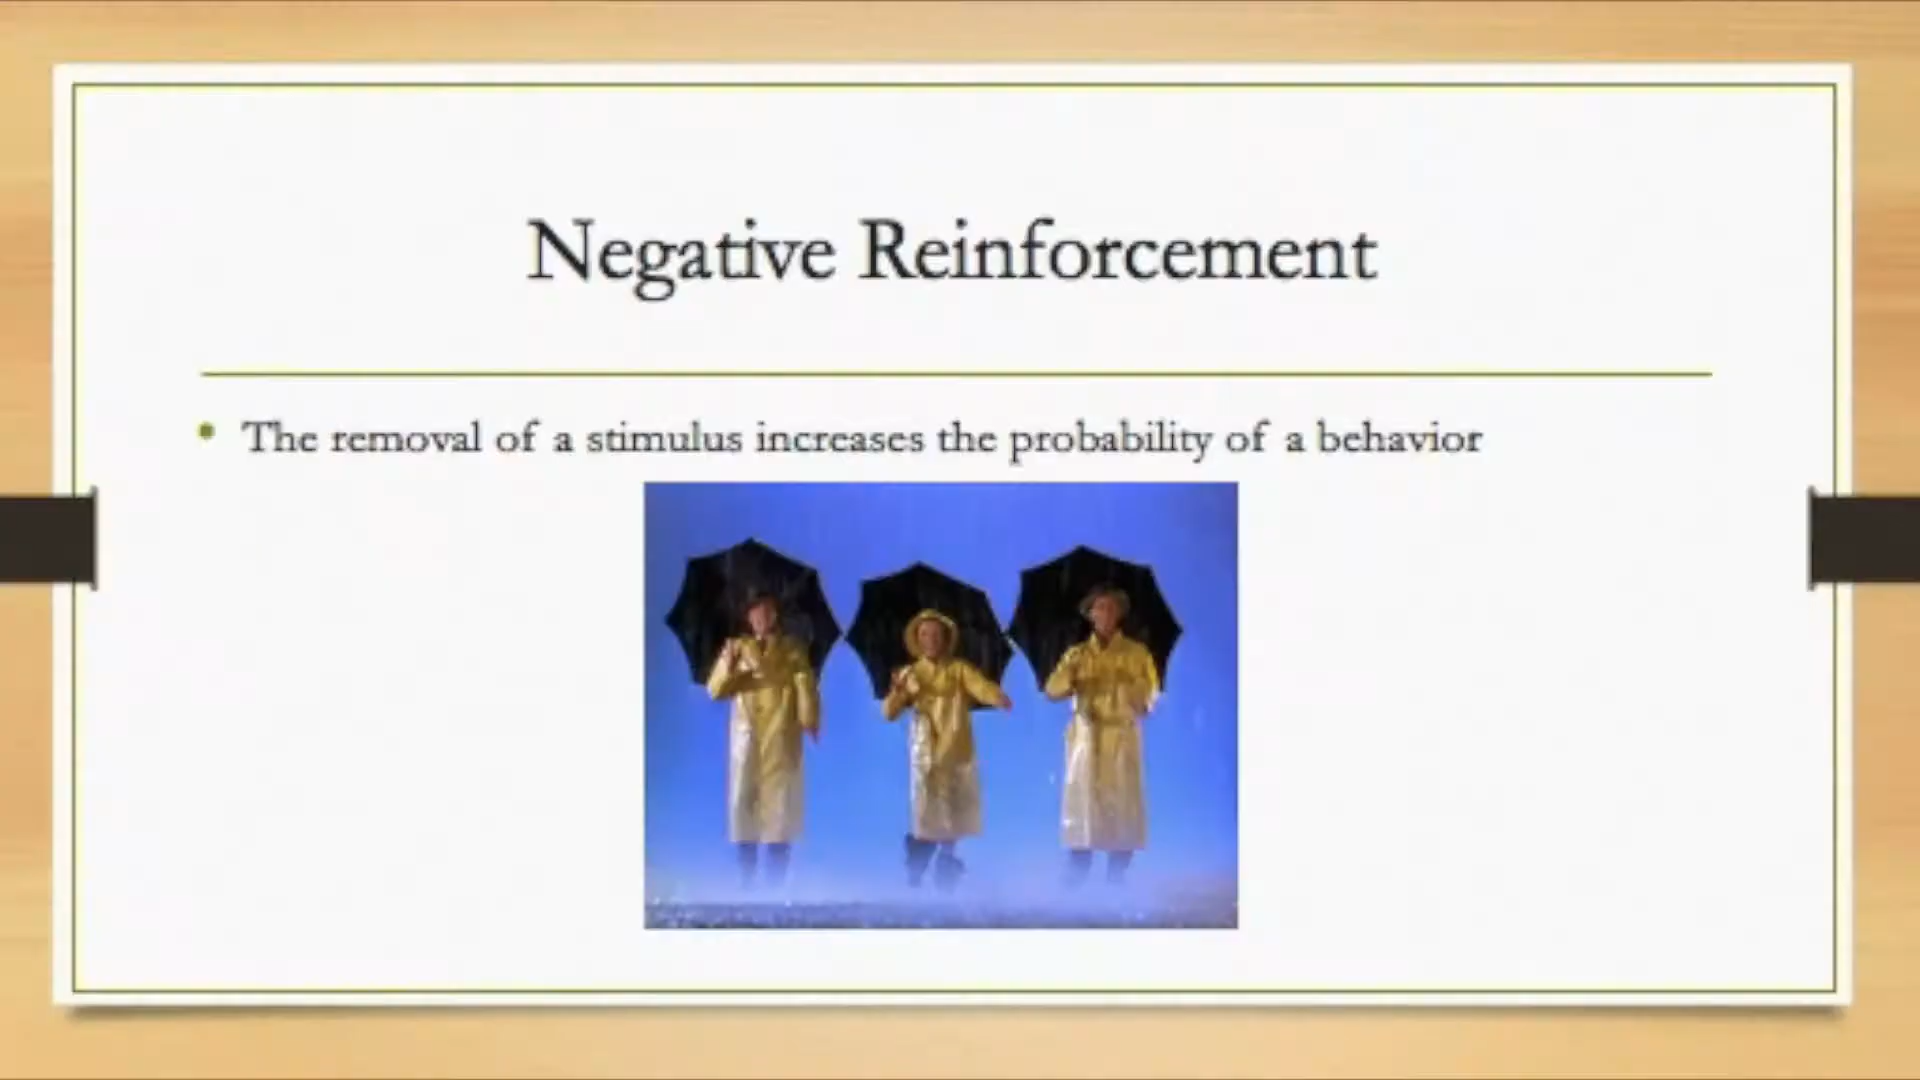 Negative Reinforcement
The removal of a stimulus increases the probability of a behavior